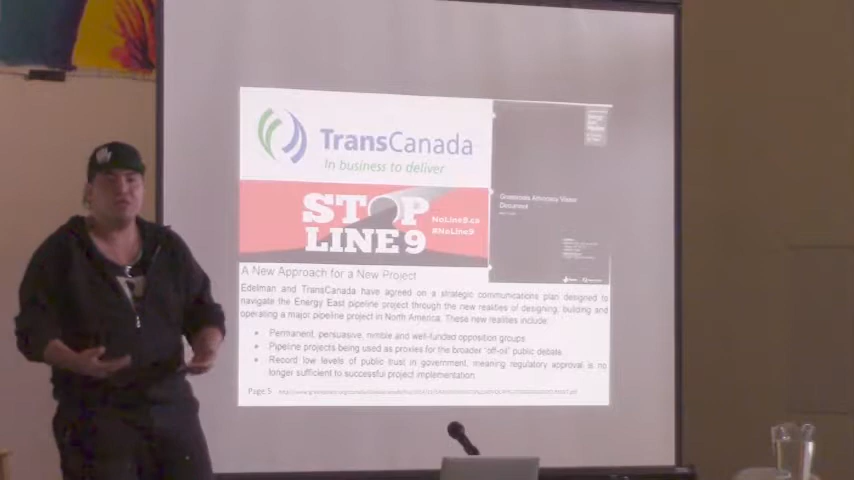 TransCanada
In business to deliver
STOP
LINE 9
NoLine9.ca
#NoLine9
Grassroots Advocacy Vision
Document
A New Approach for a New Project
Edelman and TransCanada have agreed on a strategic communications plan designed to
navigate the Energy East pipeline project through the new realities of designing, building and
operating a major pipeline project in North America. These new realities include:
• Permanent, persuasive, nimble and well-funded opposition groups
• Pipeline projects being used as proxies for the broader "off-oil" public debate
• Record low levels of public trust in government, meaning regulatory approval is no
longer sufficient to successful project implementation.
Page 5